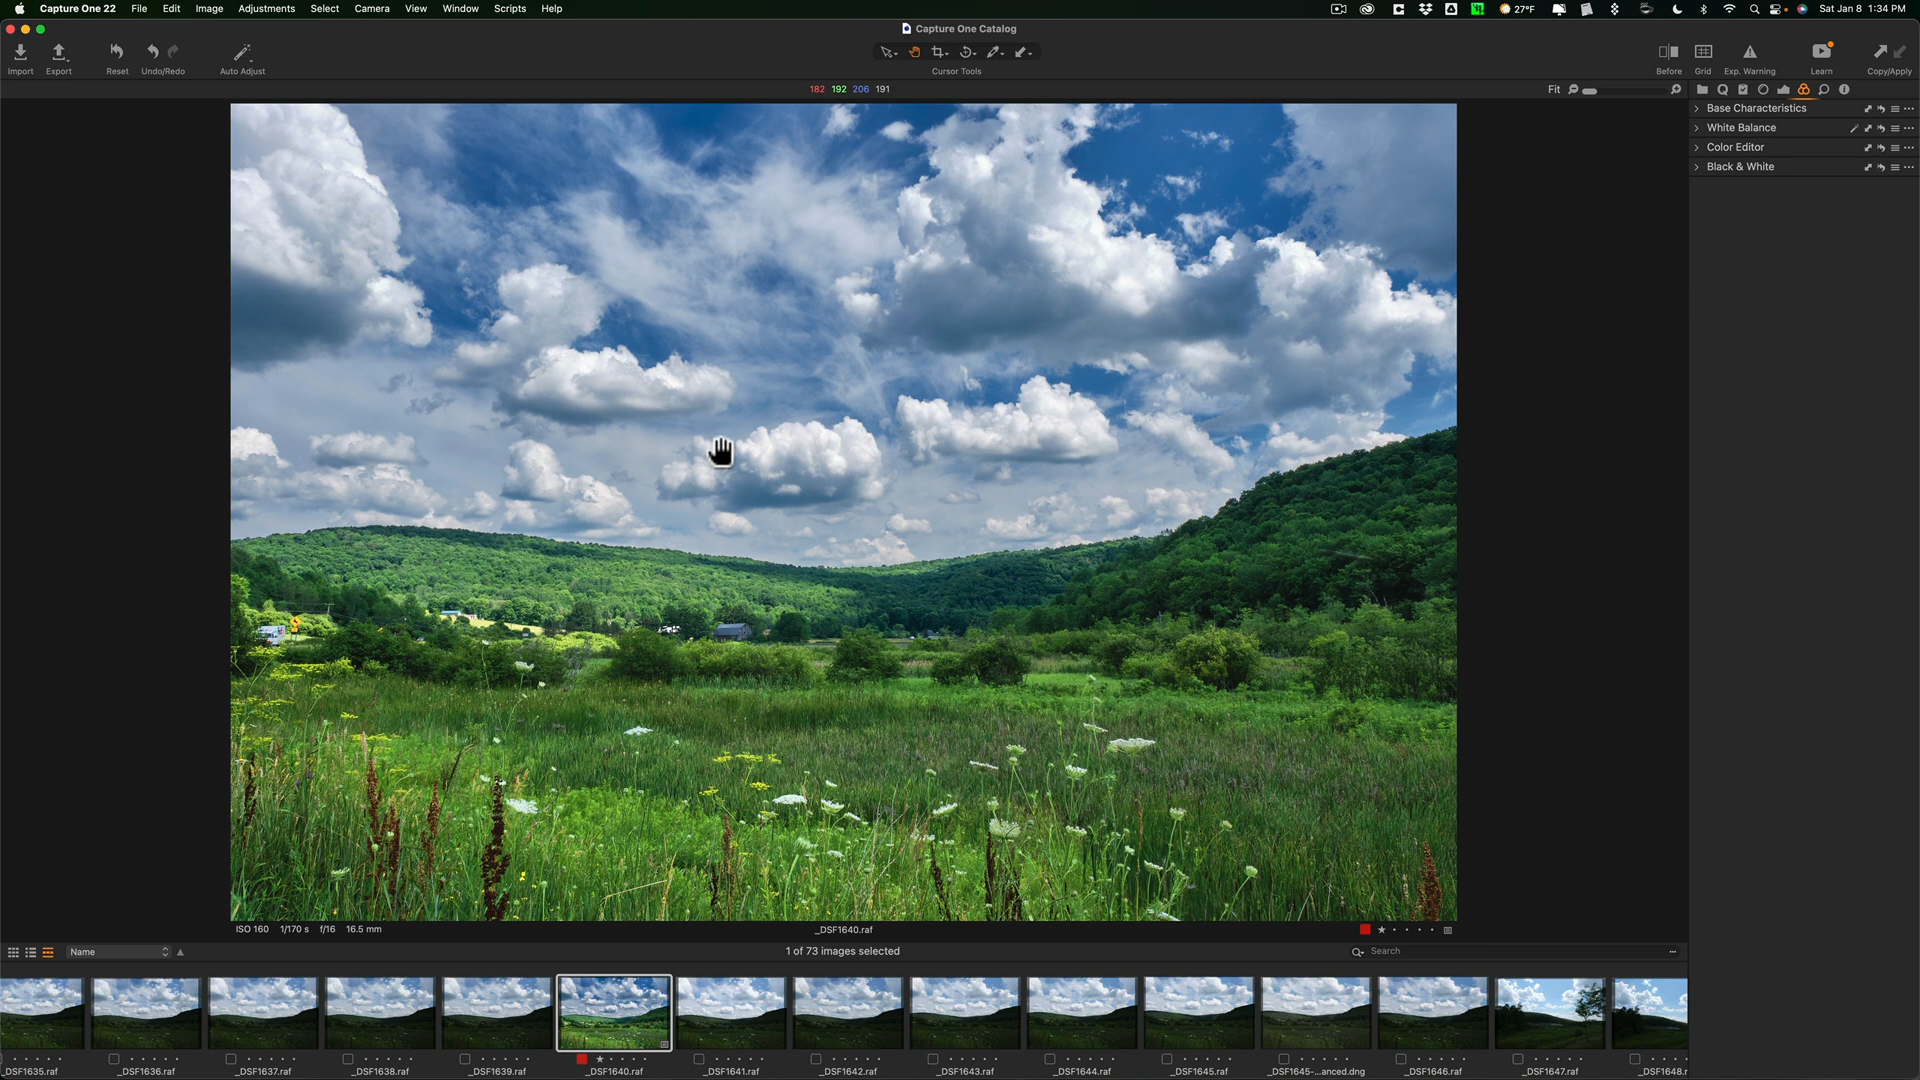 Capture One 22 File Edit Image Adjustments Select Camera View Window Scripts Help 27°F Sat Jan 8 1:34 PM
Capture One Catalog
Import Export Reset Undo/Redo Auto Adjust Cursor Tools Before Grid Exp. Warning Learn Copy/Apply
182 192 206 191 Fit
Base Characteristics
White Balance
Color Editor
Black & White
ISO 160 1/170 s f/16 16.5 mm _DSF1640.raf
Name 1 of 73 images selected Search
_DSF1635.raf _DSF1636.raf _DSF1637.raf _DSF1638.raf _DSF1639.raf _DSF1640.raf _DSF1641.raf _DSF1642.raf _DSF1643.raf _DSF1644.raf _DSF1645.raf _DSF1645-...anced.dng _DSF1646.raf _DSF1647.raf _DSF1648.r